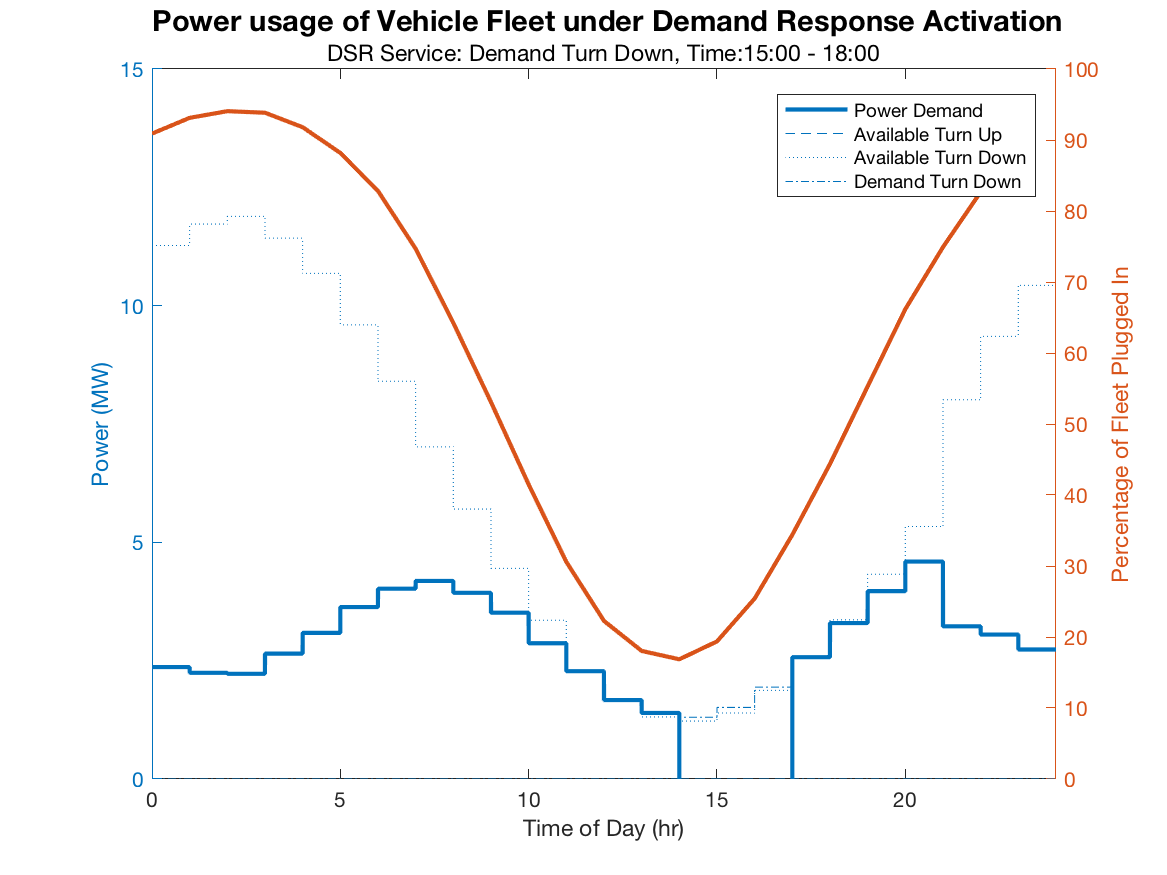 Power usage of Vehicle Fleet under Demand Response Activation
DSR Service: Demand Turn Down, Time:15:00 - 18:00
Power Demand
Available Turn Up
Available Turn Down
Demand Turn Down
15
10
5
0
Power (MW)
100
90
80
70
60
50
40
30
20
10
0
Percentage of Fleet Plugged In
0
5
10
15
20
Time of Day (hr)